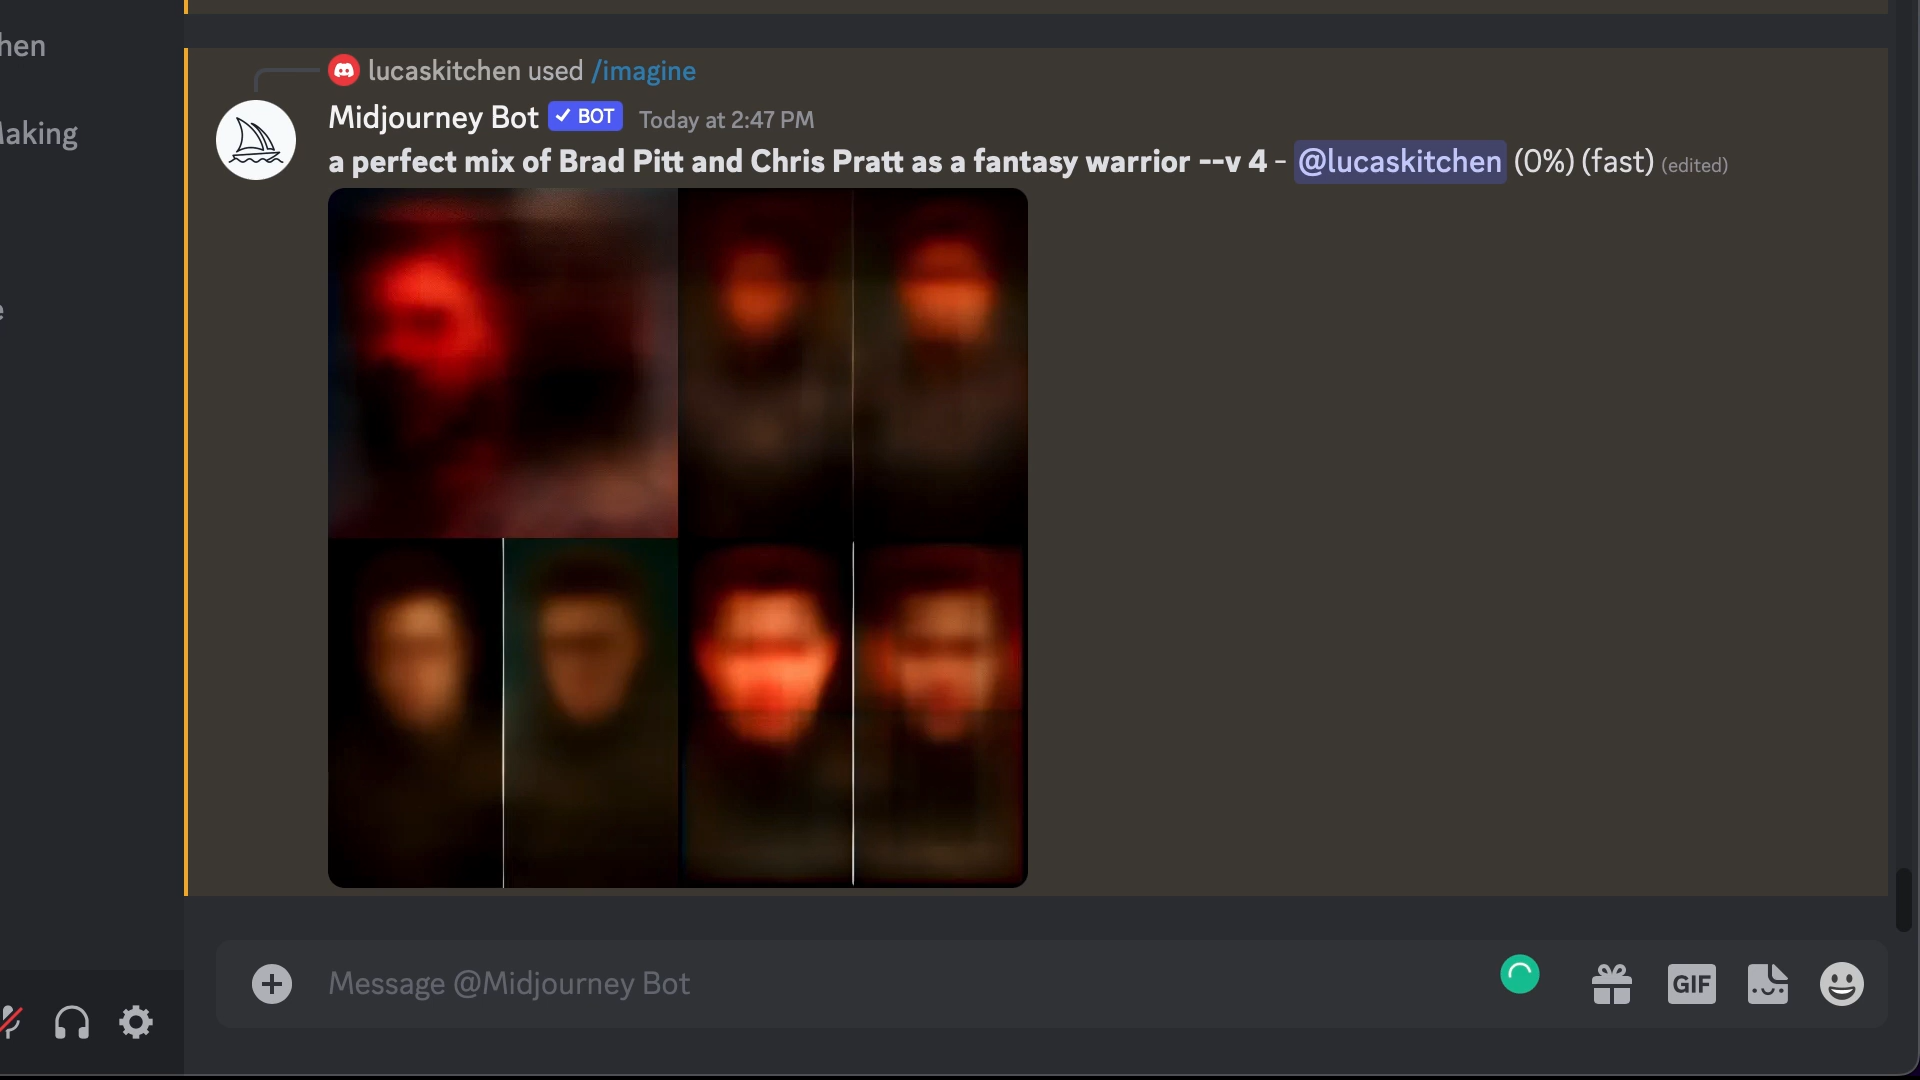 hen
lucaskitchen used /imagine
Midjourney Bot BOT Today at 2:47 PM
a perfect mix of Brad Pitt and Chris Pratt as a fantasy warrior --v 4 - @lucaskitchen (0%) (fast) (edited)
aking
e
Message @Midjourney Bot
GIF